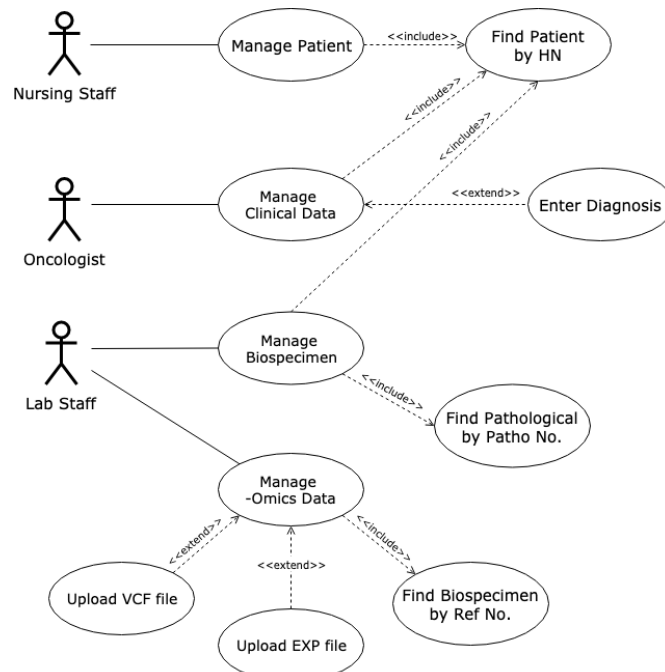 Nursing Staff
Manage Patient
<<include>>
Find Patient
by HN
<<include>>
<<include>>
Oncologist
Manage
Clinical Data
<<extend>>
Enter Diagnosis
Lab Staff
Manage
Biospecimen
<<include>>
Find Pathological
by Patho No.
Manage
-Omics Data
<<extend>>
<<extend>>
<<include>>
Upload VCF file
Upload EXP file
Find Biospecimen
by Ref No.